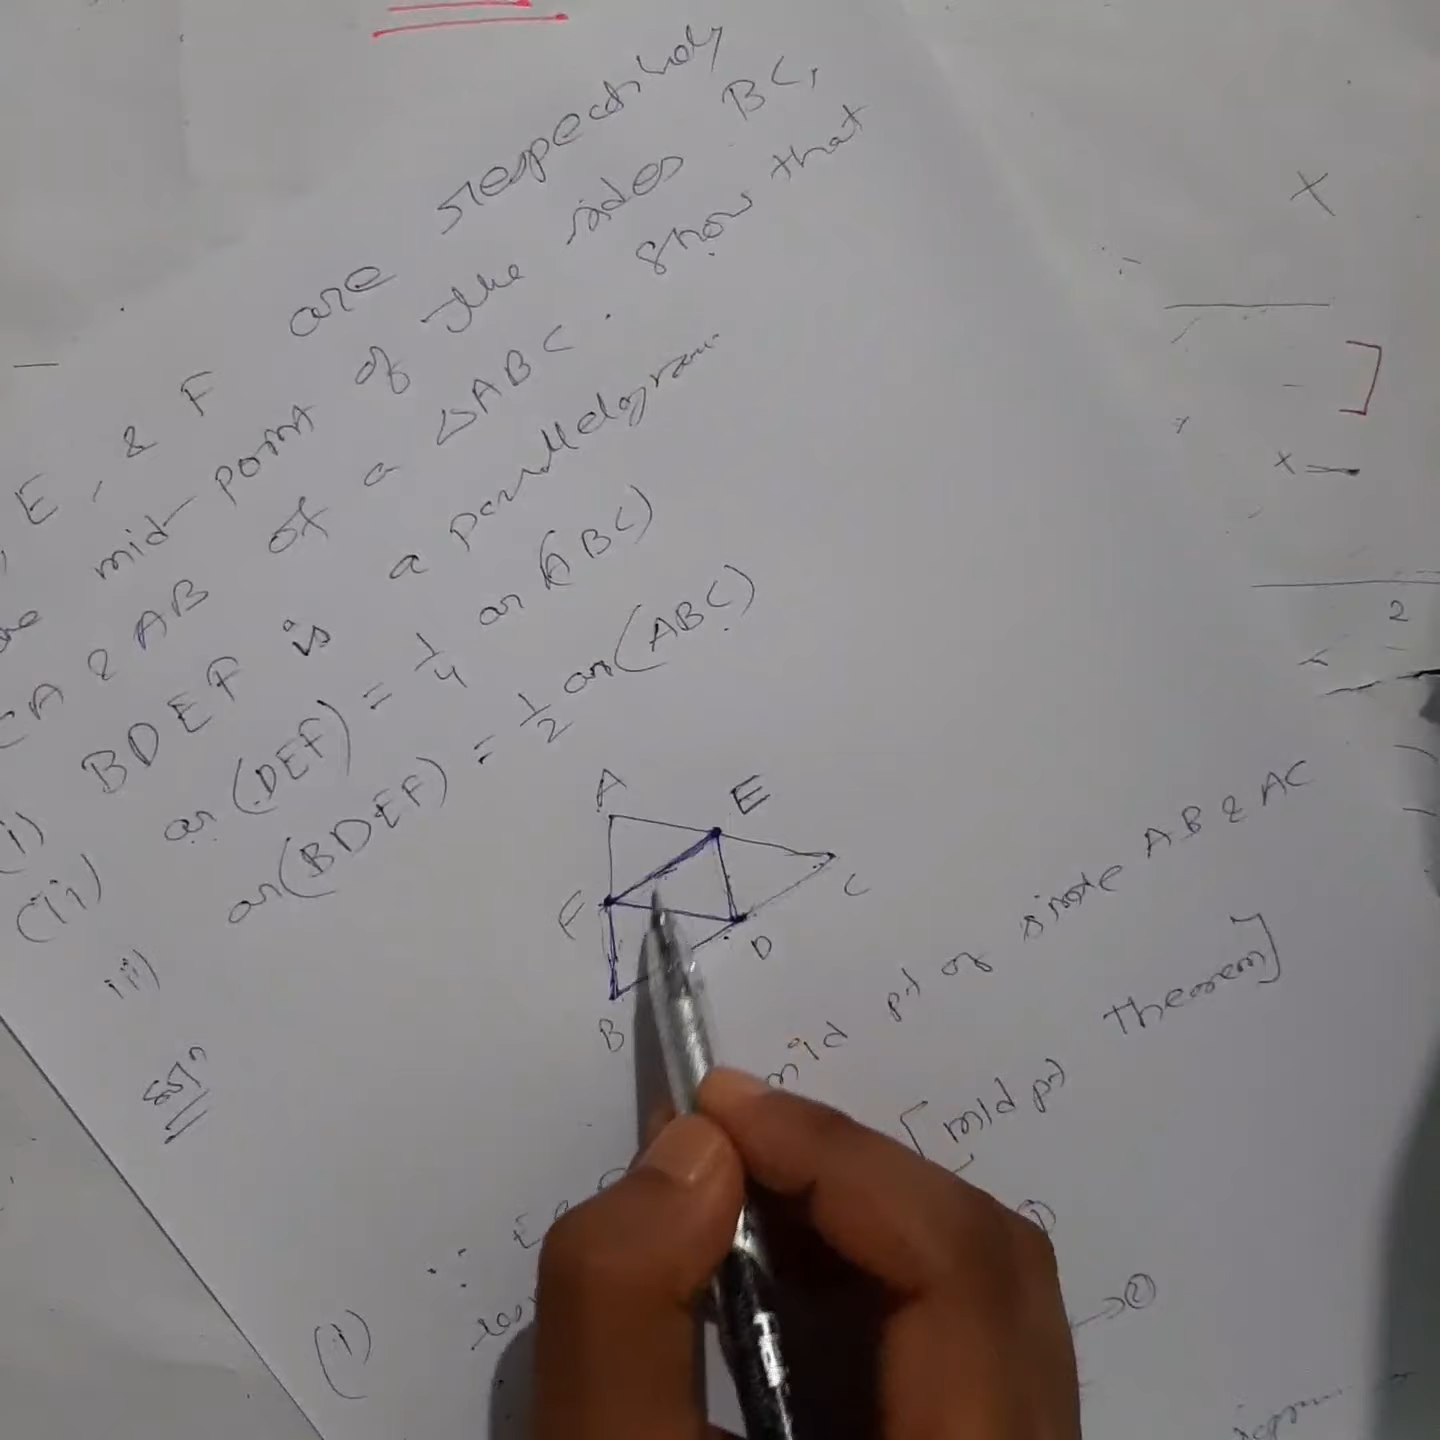 , E, & F are respectively
mid-point of the sides BC,
CA & AB of a △ABC. Show that
(i) BDEF is a parallelogram
(ii) ar(DEF) = 1/4 ar(ABC)
iii) ar(BDEF) = 1/2 ar(ABC)
Sol^n
A
E
F
C
D
B
(i) ∵ E mid pt of side AB & AC
[mid pt Theorem]
①
→②
X
]
x
2